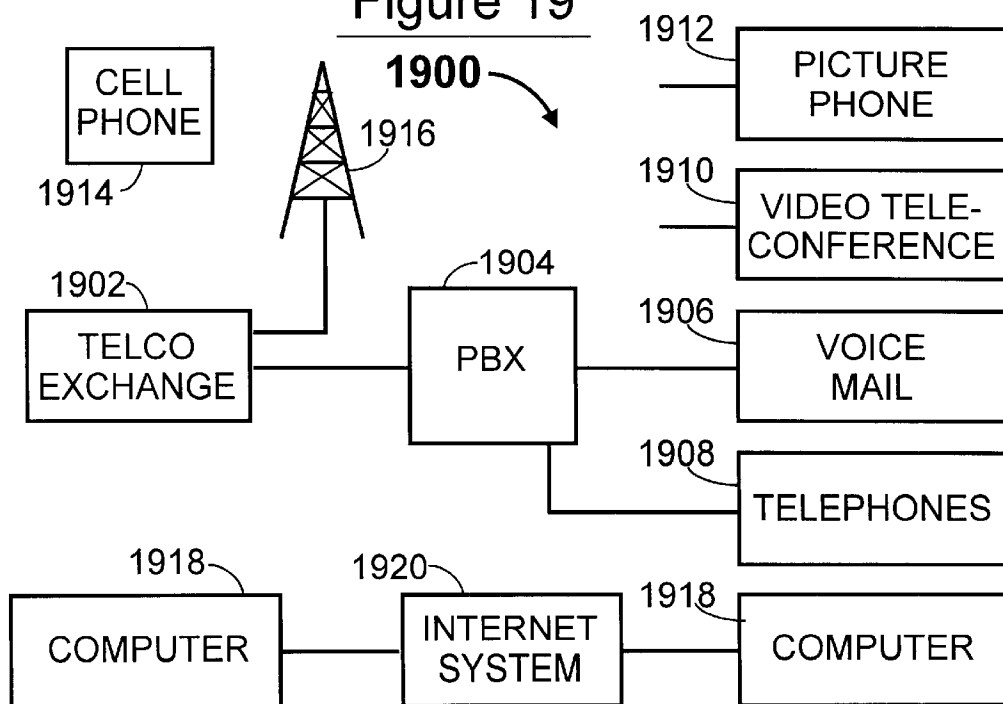 Figure 19
1900
CELL
PHONE
1914
1916
1912
PICTURE
PHONE
1910
VIDEO TELE-
CONFERENCE
1902
TELCO
EXCHANGE
1904
PBX
1906
VOICE
MAIL
1908
TELEPHONES
1918
COMPUTER
1920
INTERNET
SYSTEM
1918
COMPUTER